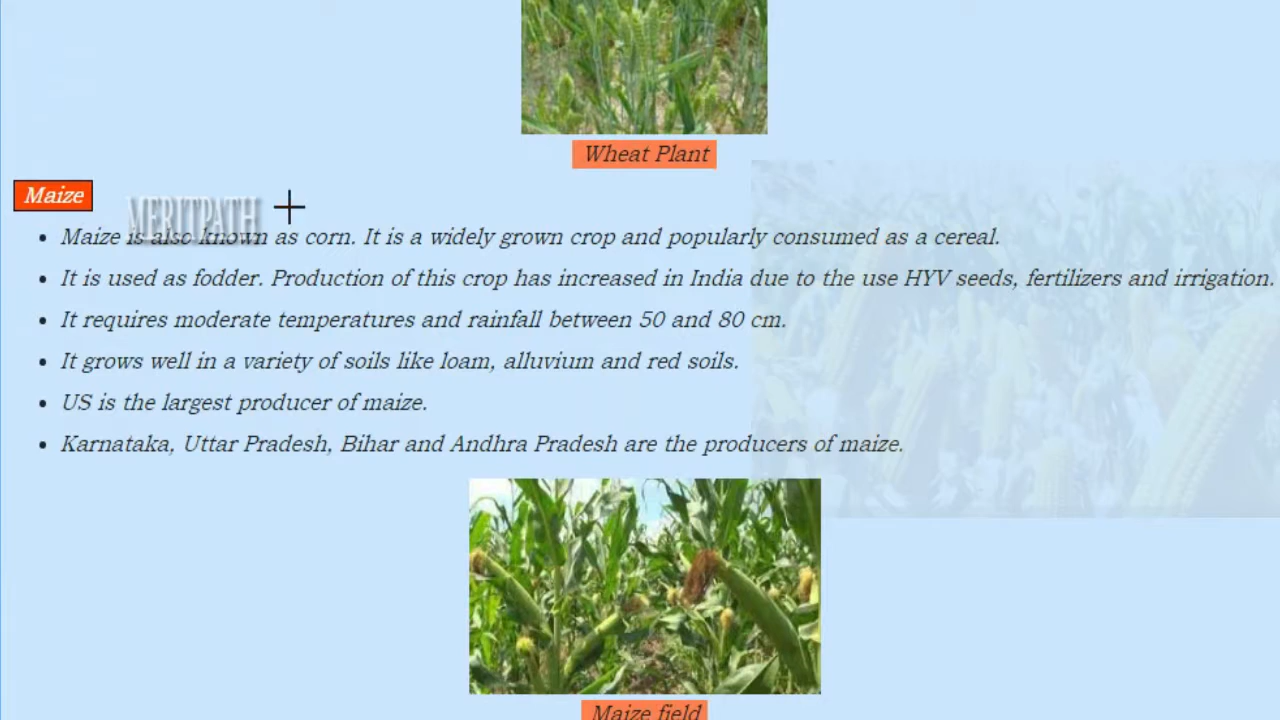 Wheat Plant
Maize
MERITPATH
Maize is also known as corn. It is a widely grown crop and popularly consumed as a cereal.
It is used as fodder. Production of this crop has increased in India due to the use HYV seeds, fertilizers and irrigation.
It requires moderate temperatures and rainfall between 50 and 80 cm.
It grows well in a variety of soils like loam, alluvium and red soils.
US is the largest producer of maize.
Karnataka, Uttar Pradesh, Bihar and Andhra Pradesh are the producers of maize.
Maize field